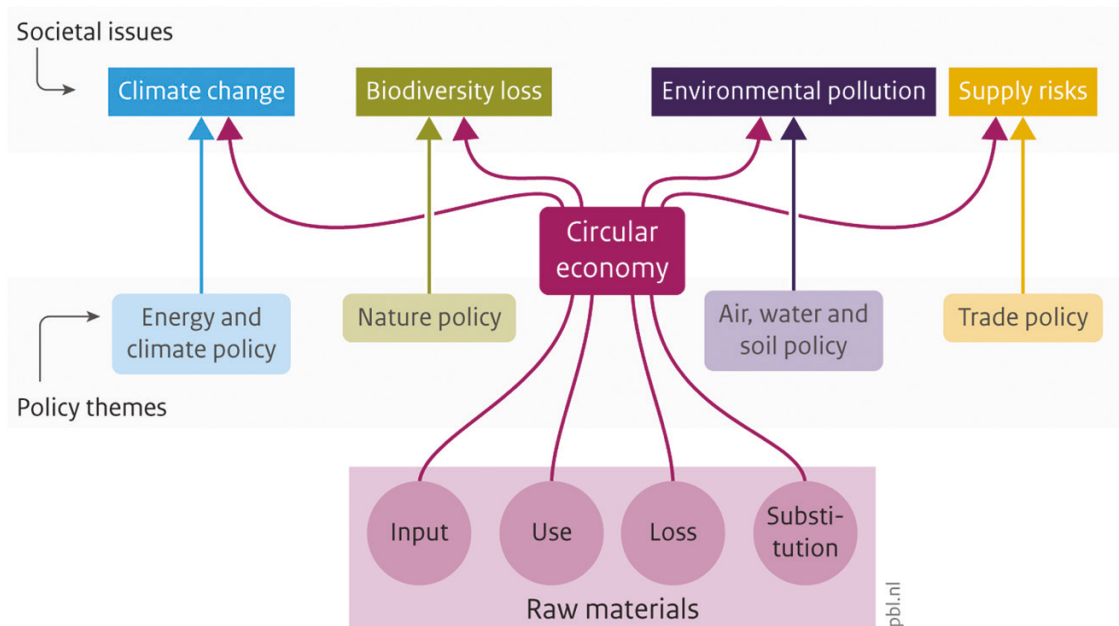 Societal issues
Climate change
Biodiversity loss
Environmental pollution
Supply risks
Circular
economy
Energy and
climate policy
Nature policy
Air, water and
soil policy
Trade policy
Policy themes
Input
Use
Loss
Substi-
tution
Raw materials
pbl.nl